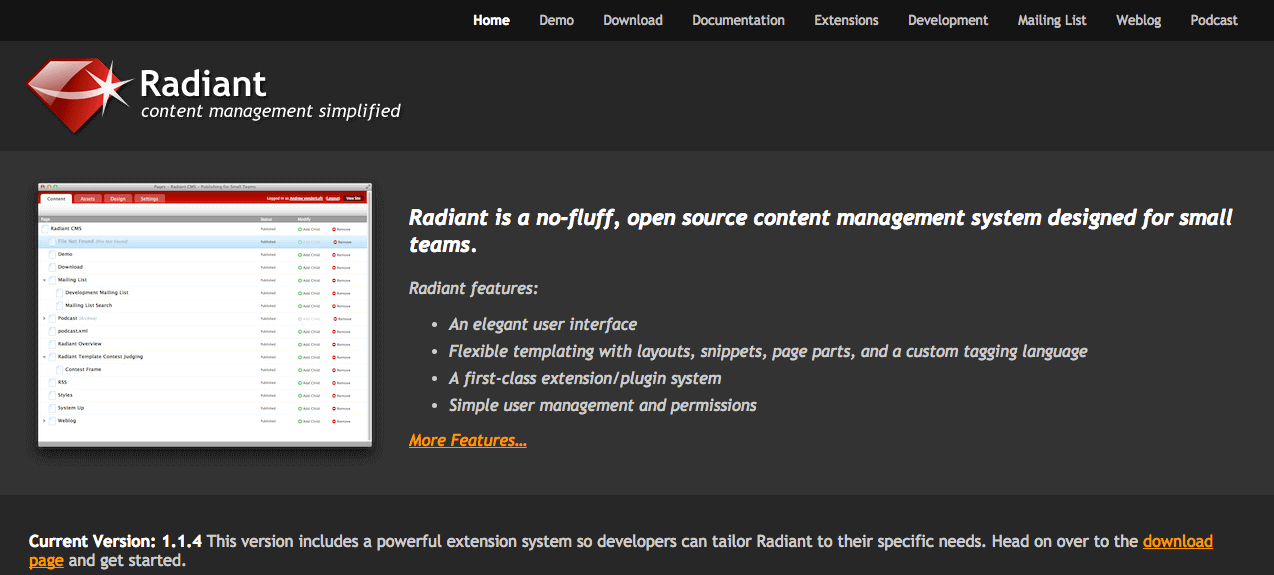 Home Demo Download Documentation Extensions Development Mailing List Weblog Podcast
Radiant
content management simplified
Pages - Radiant CMS - Publishing for Small Teams
Content Assets Design Settings Logged in as Andrew vonderLuft (Logout) View Site
Page Status Modify
Radiant CMS Published Add Child Remove
File Not Found (File Not Found) Published Add Child Remove
Demo Published Add Child Remove
Download Published Add Child Remove
Mailing List Published Add Child Remove
Development Mailing List Published Add Child Remove
Mailing List Search Published Add Child Remove
Podcast (Archive) Published Add Child Remove
podcast.xml Published Add Child Remove
Radiant Overview Published Add Child Remove
Radiant Template Contest Judging Published Add Child Remove
Contest Frame Published Add Child Remove
RSS Published Add Child Remove
Styles Published Add Child Remove
System Up Published Add Child Remove
Weblog Published Add Child Remove
Radiant is a no-fluff, open source content management system designed for small
teams.
Radiant features:
• An elegant user interface
• Flexible templating with layouts, snippets, page parts, and a custom tagging language
• A first-class extension/plugin system
• Simple user management and permissions
More Features...
Current Version: 1.1.4 This version includes a powerful extension system so developers can tailor Radiant to their specific needs. Head on over to the download
page and get started.